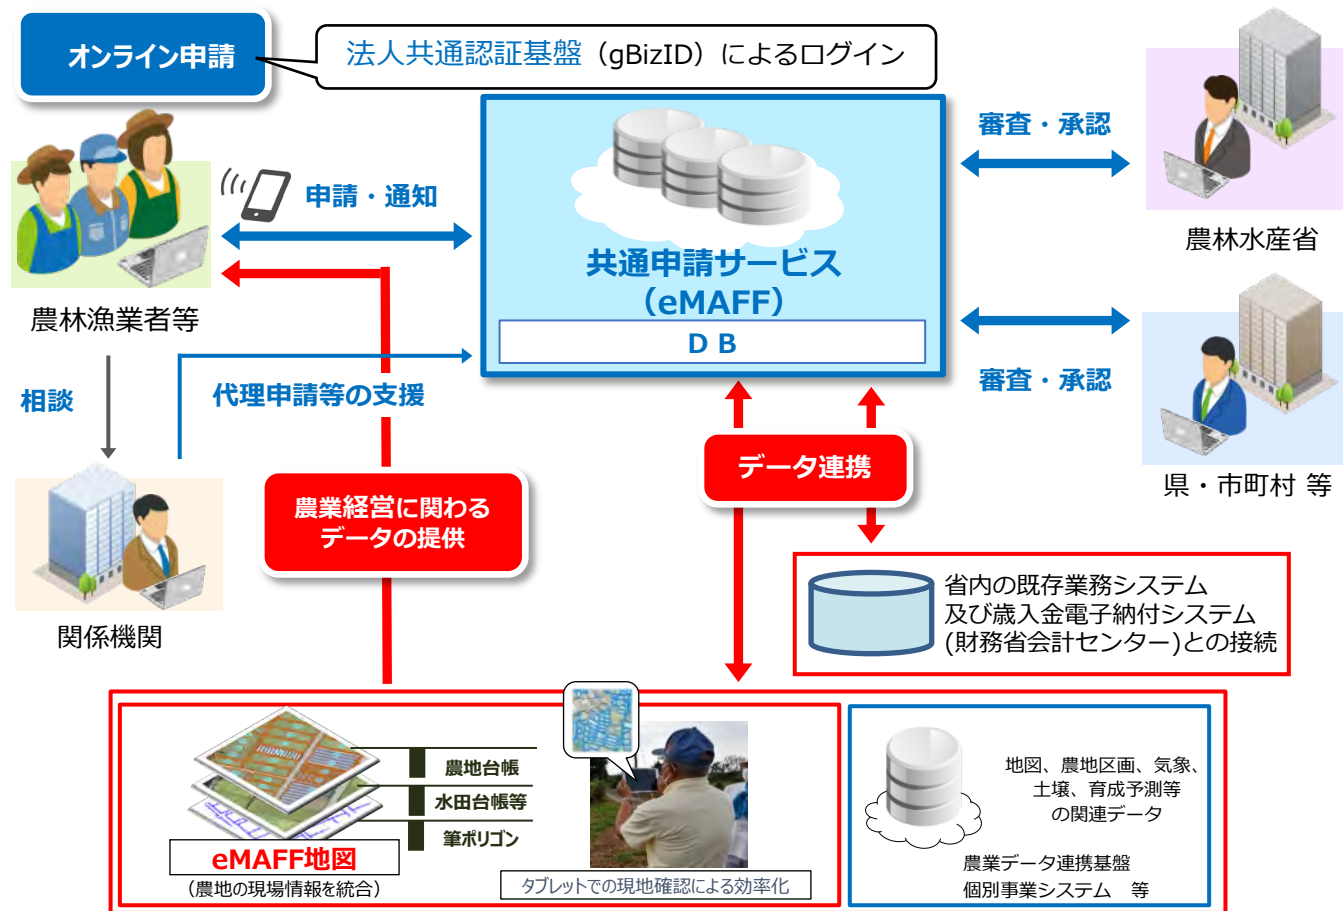 オンライン申請
法人共通認証基盤（gBizID）によるログイン
審査・承認
農林水産省
申請・通知
共通申請サービス
（eMAFF）
ＤＢ
農林漁業者等
審査・承認
県・市町村 等
相談
代理申請等の支援
データ連携
農業経営に関わる
データの提供
関係機関
省内の既存業務システム
及び歳入金電子納付システム
(財務省会計センター)との接続
農地台帳
水田台帳等
筆ポリゴン
eMAFF地図
（農地の現場情報を統合）
タブレットでの現地確認による効率化
地図、農地区画、気象、
土壌、育成予測等
の関連データ
農業データ連携基盤
個別事業システム　等